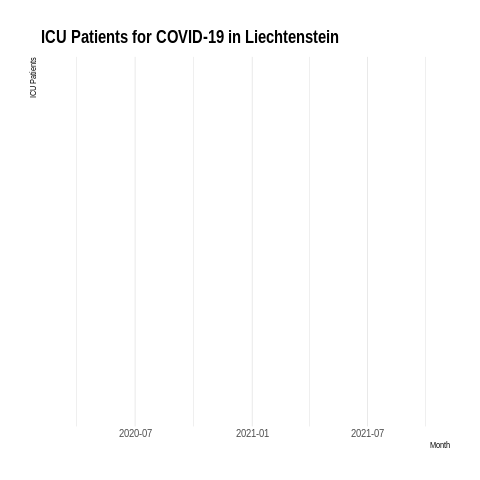 ICU Patients for COVID-19 in Liechtenstein
ICU Patients
2020-07
2021-01
2021-07
Month